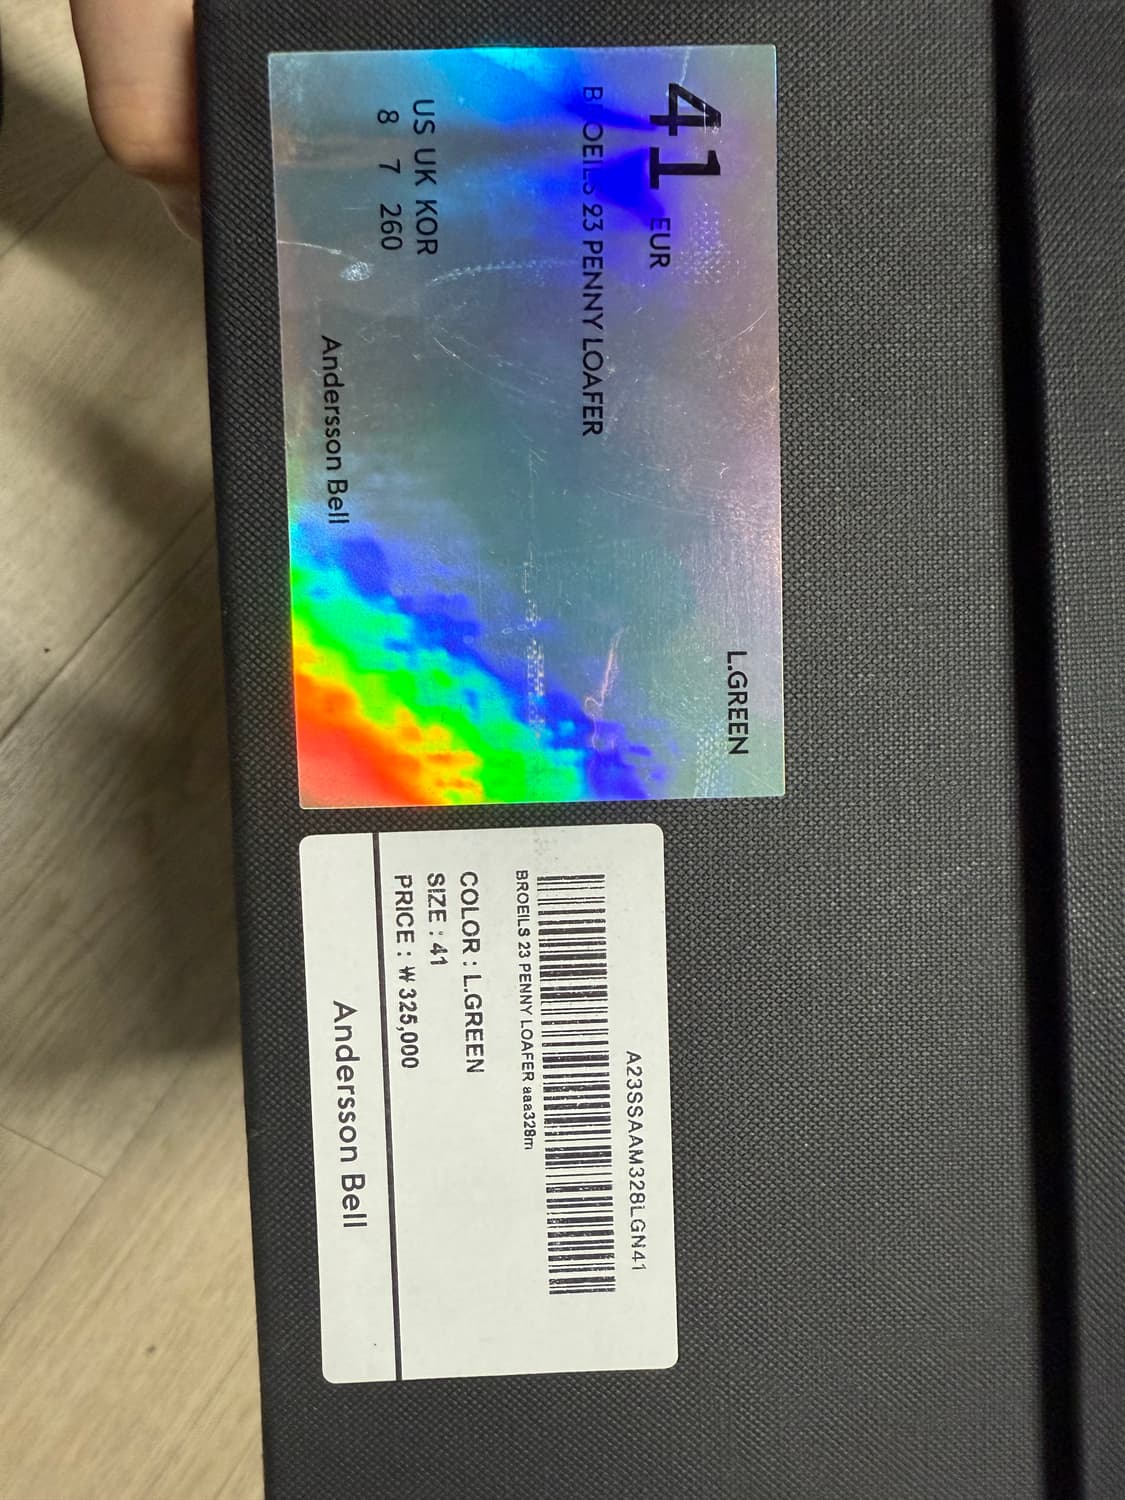 L.GREEN
41 EUR
BROEILS 23 PENNY LOAFER
US UK KOR
8 7 260
Andersson Bell
A23SSAAM328LGN41
BROEILS 23 PENNY LOAFER aaa328m
COLOR : L.GREEN
SIZE : 41
PRICE : ₩ 325,000
Andersson Bell